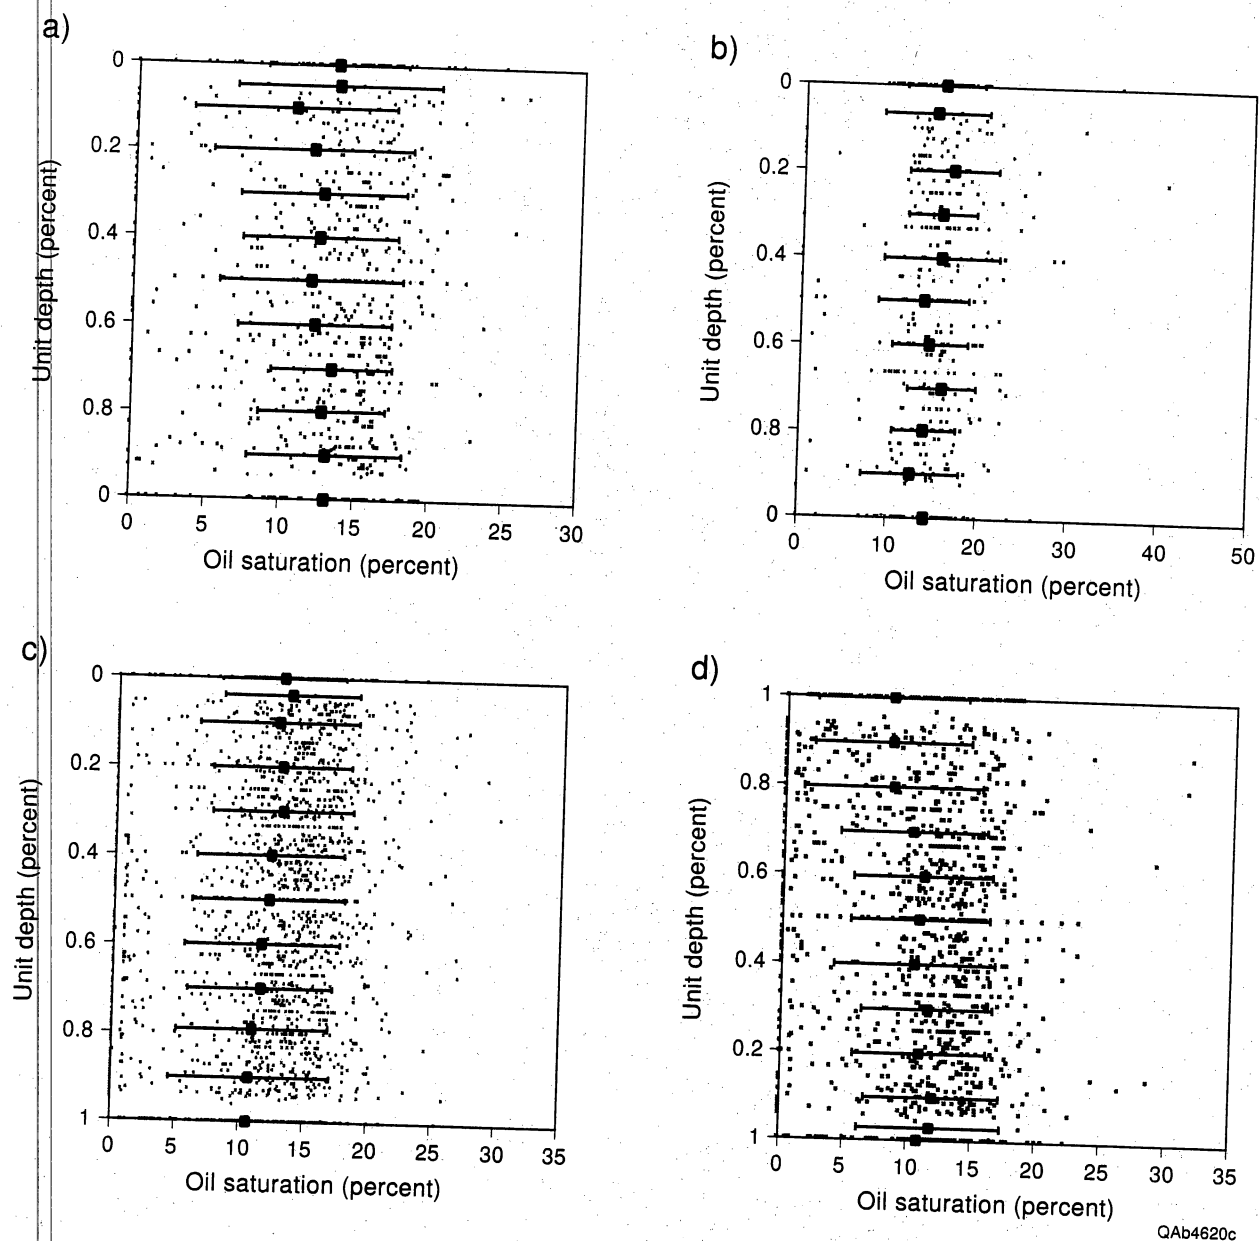 a)
0
0.2
0.4
0.6
0.8
0
Unit depth (percent)
0 5 10 15 20 25 30
Oil saturation (percent)
b)
0
0.2
0.4
0.6
0.8
0
Unit depth (percent)
0 10 20 30 40 50
Oil saturation (percent)
c)
0
0.2
0.4
0.6
0.8
1
Unit depth (percent)
0 5 10 15 20 25 30 35
Oil saturation (percent)
d)
1
0.8
0.6
0.4
0.2
1
Unit depth (percent)
0 5 10 15 20 25 30 35
Oil saturation (percent)
QAb4620c